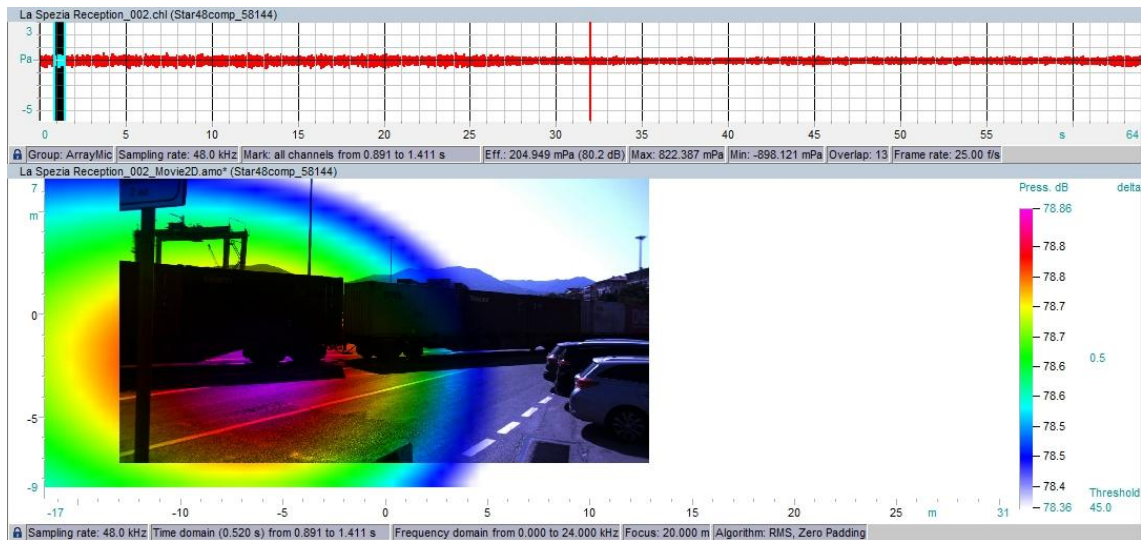 La Spezia Reception_002.chl (Star48comp_58144)
3
Pa
-5
0 5 10 15 20 25 30 35 40 45 50 55 s 64
Group: ArrayMic Sampling rate: 48.0 kHz Mark: all channels from 0.891 to 1.411 s Eff.: 204.949 mPa (80.2 dB) Max: 822.387 mPa Min: -898.121 mPa Overlap: 13 Frame rate: 25.00 f/s
La Spezia Reception_002_Movie2D.amo* (Star48comp_58144)
7
m
0
-5
-9
-17 -10 -5 0 5 10 15 20 25 m 31
Press. dB delta
78.86
78.8
78.8
78.7
78.7
78.6 0.5
78.6
78.5
78.5
78.4 Threshold
78.36 45.0
Sampling rate: 48.0 kHz Time domain (0.520 s) from 0.891 to 1.411 s Frequency domain from 0.000 to 24.000 kHz Focus: 20.000 m Algorithm: RMS, Zero Padding